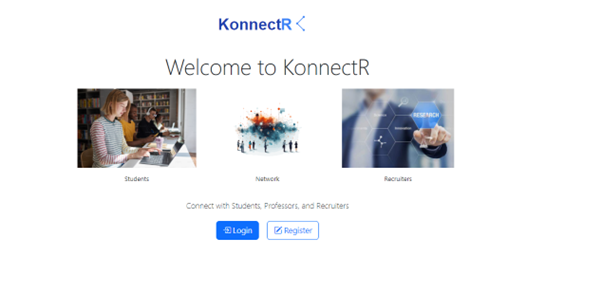 KonnectR
Welcome to KonnectR
RESEARCH
Students
Network
Recruiters
Connect with Students, Professors, and Recruiters
Login
Register